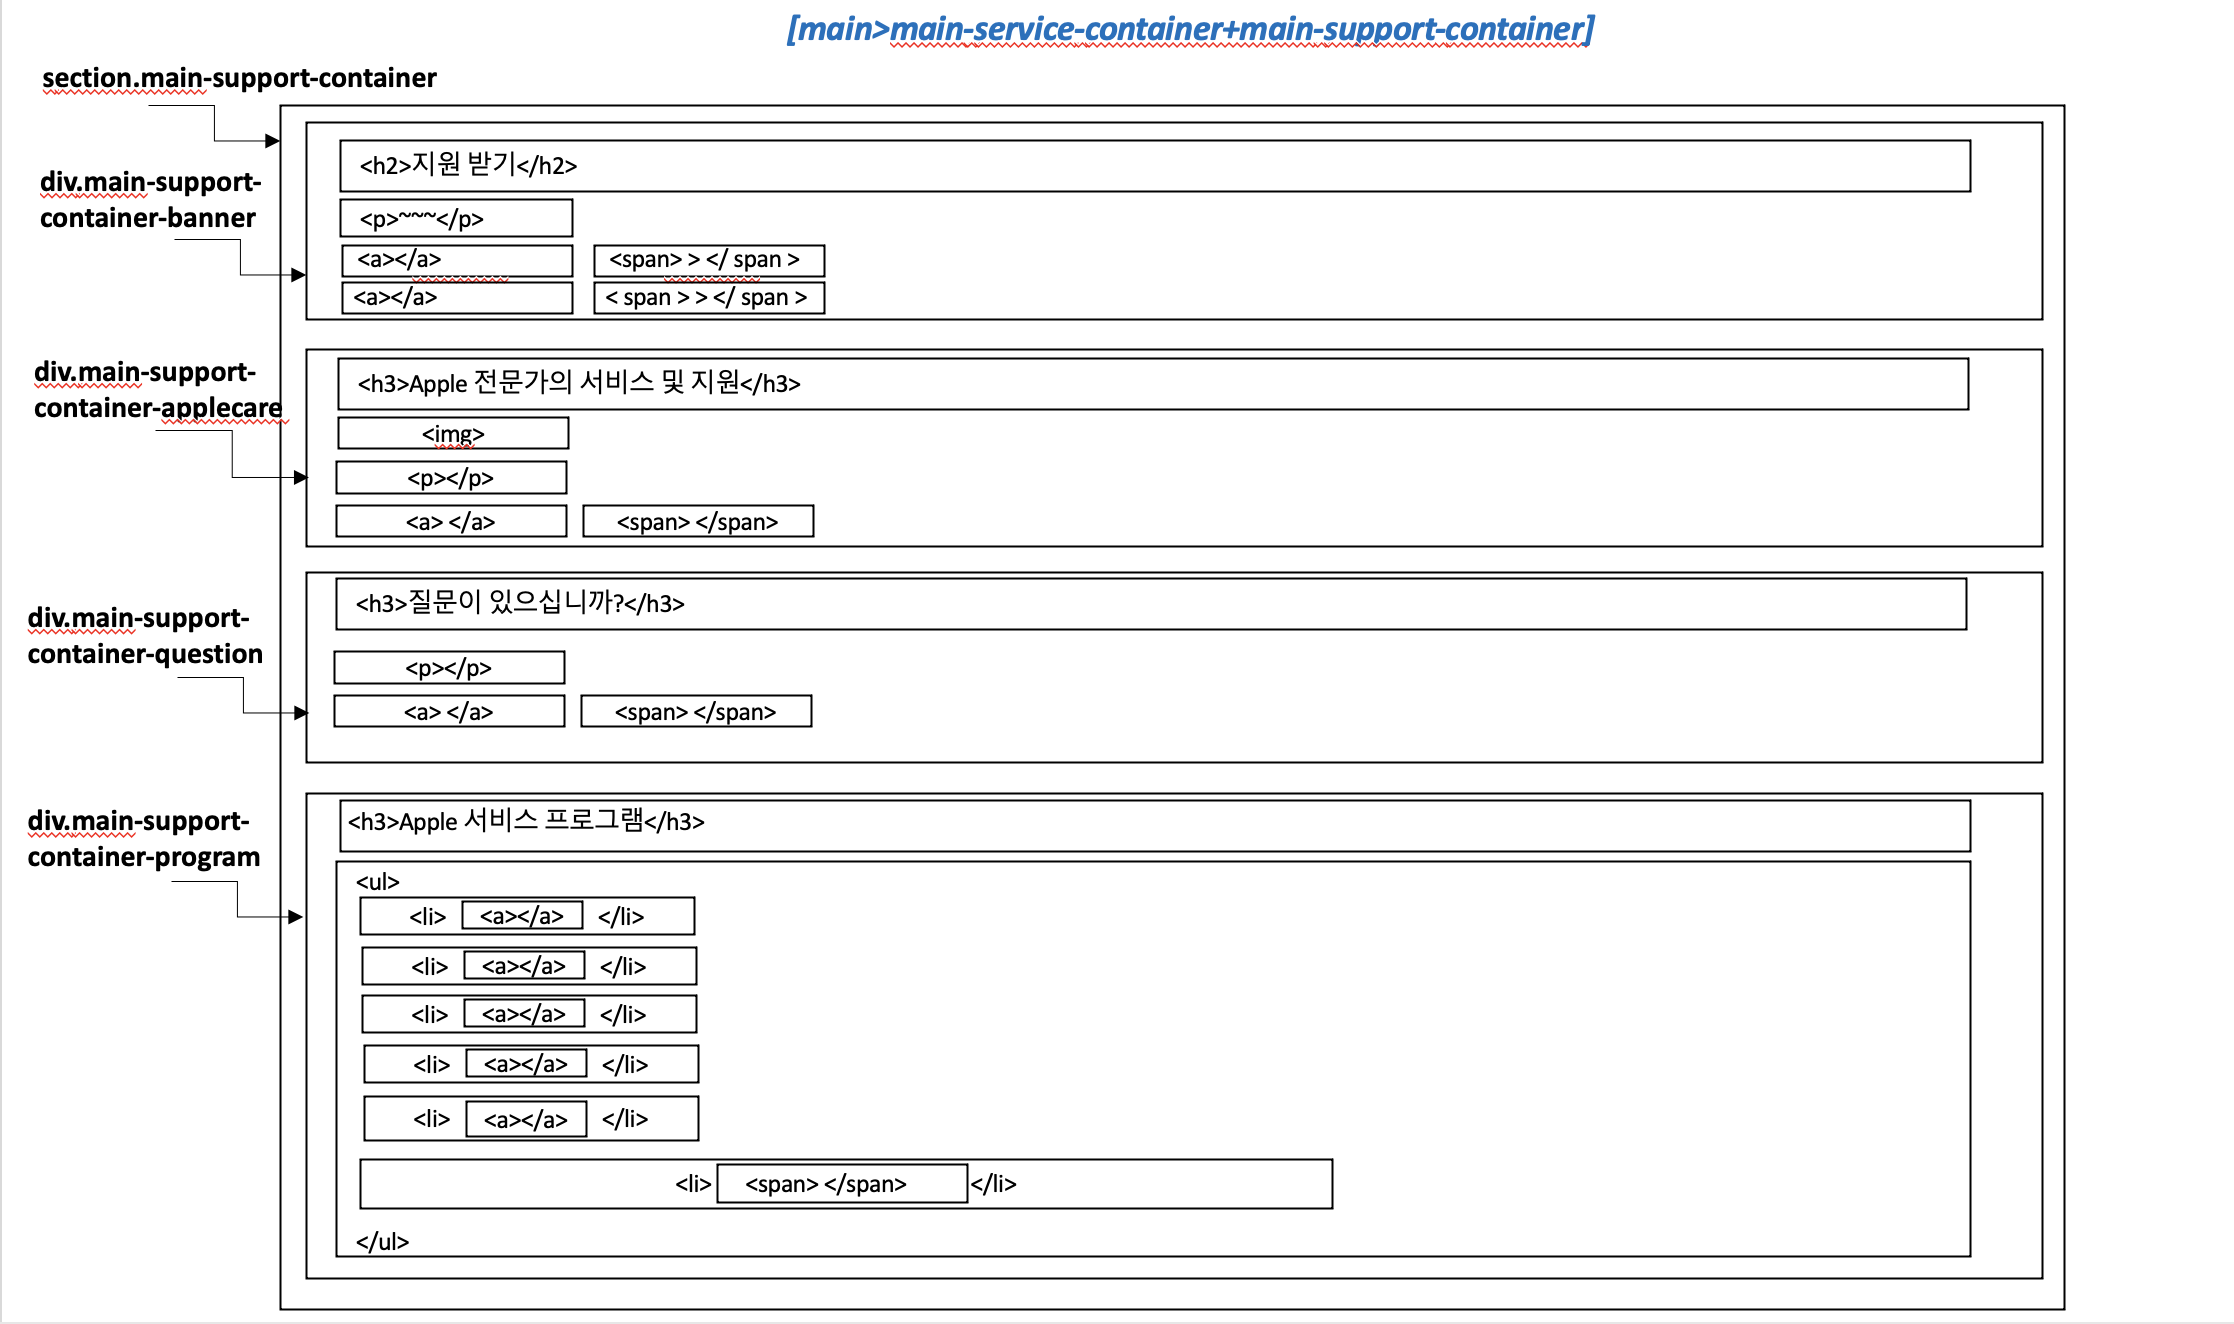 [main>main-service-container+main-support-container]
section.main-support-container
<h2>지원 받기</h2>
div.main-support-
container-banner
<p>~~~</p>
<a></a> <span> > </ span >
<a></a> < span > > </ span >
div.main-support-
container-applecare
<h3>Apple 전문가의 서비스 및 지원</h3>
<img>
<p></p>
<a> </a> <span> </span>
div.main-support-
container-question
<h3>질문이 있으십니까?</h3>
<p></p>
<a> </a> <span> </span>
div.main-support-
container-program
<h3>Apple 서비스 프로그램</h3>
<ul>
<li> <a></a> </li>
<li> <a></a> </li>
<li> <a></a> </li>
<li> <a></a> </li>
<li> <a></a> </li>
<li> <span> </span> </li>
</ul>